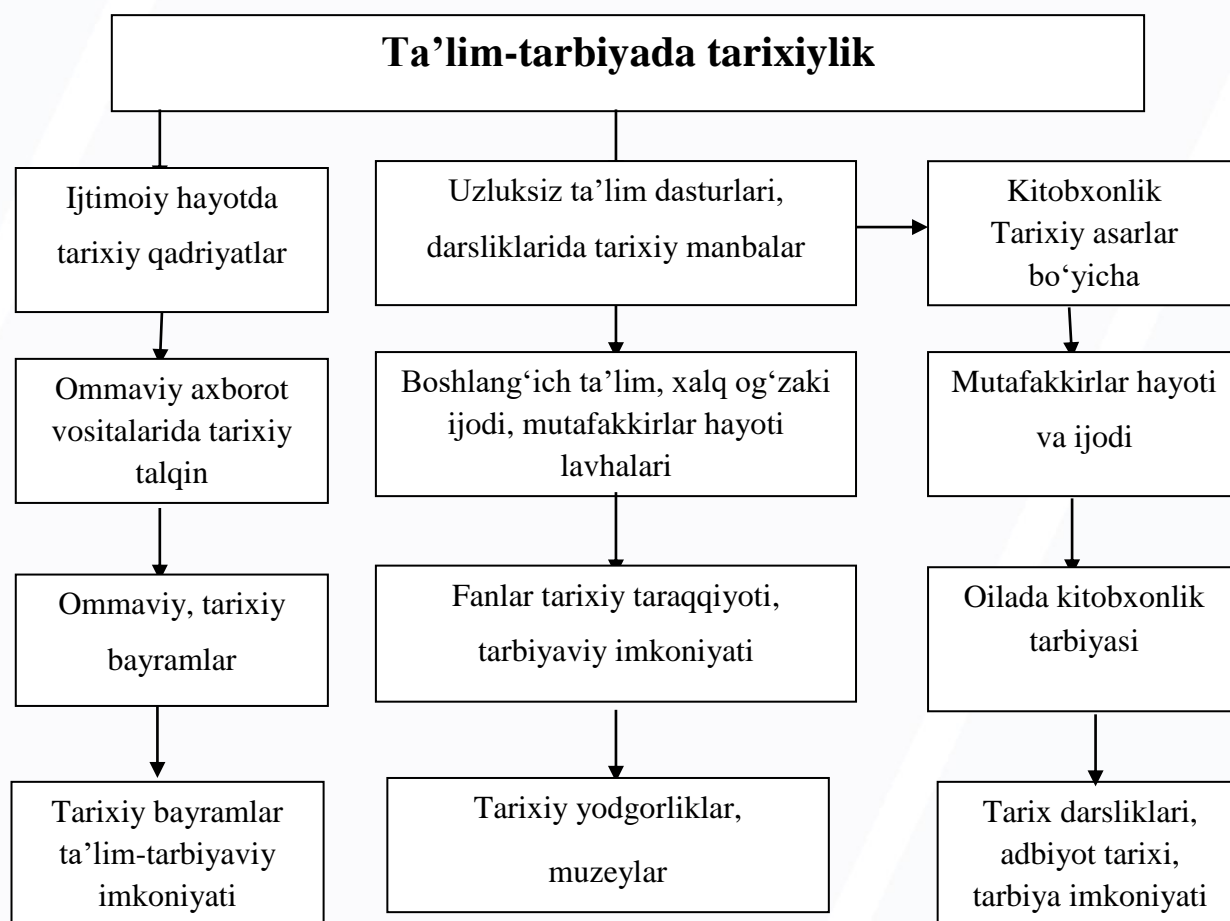 Ta’lim-tarbiyada tarixiylik
Ijtimoiy hayotda
tarixiy qadriyatlar
Uzluksiz ta’lim dasturlari,
darsliklarida tarixiy manbalar
Kitobxonlik
Tarixiy asarlar
bo‘yicha
Ommaviy axborot
vositalarida tarixiy
talqin
Boshlang‘ich ta’lim, xalq og‘zaki
ijodi, mutafakkirlar hayoti
lavhalari
Mutafakkirlar hayoti
va ijodi
Ommaviy, tarixiy
bayramlar
Fanlar tarixiy taraqqiyoti,
tarbiyaviy imkoniyati
Oilada kitobxonlik
tarbiyasi
Tarixiy bayramlar
ta’lim-tarbiyaviy
imkoniyati
Tarixiy yodgorliklar,
muzeylar
Tarix darsliklari,
adbiyot tarixi,
tarbiya imkoniyati